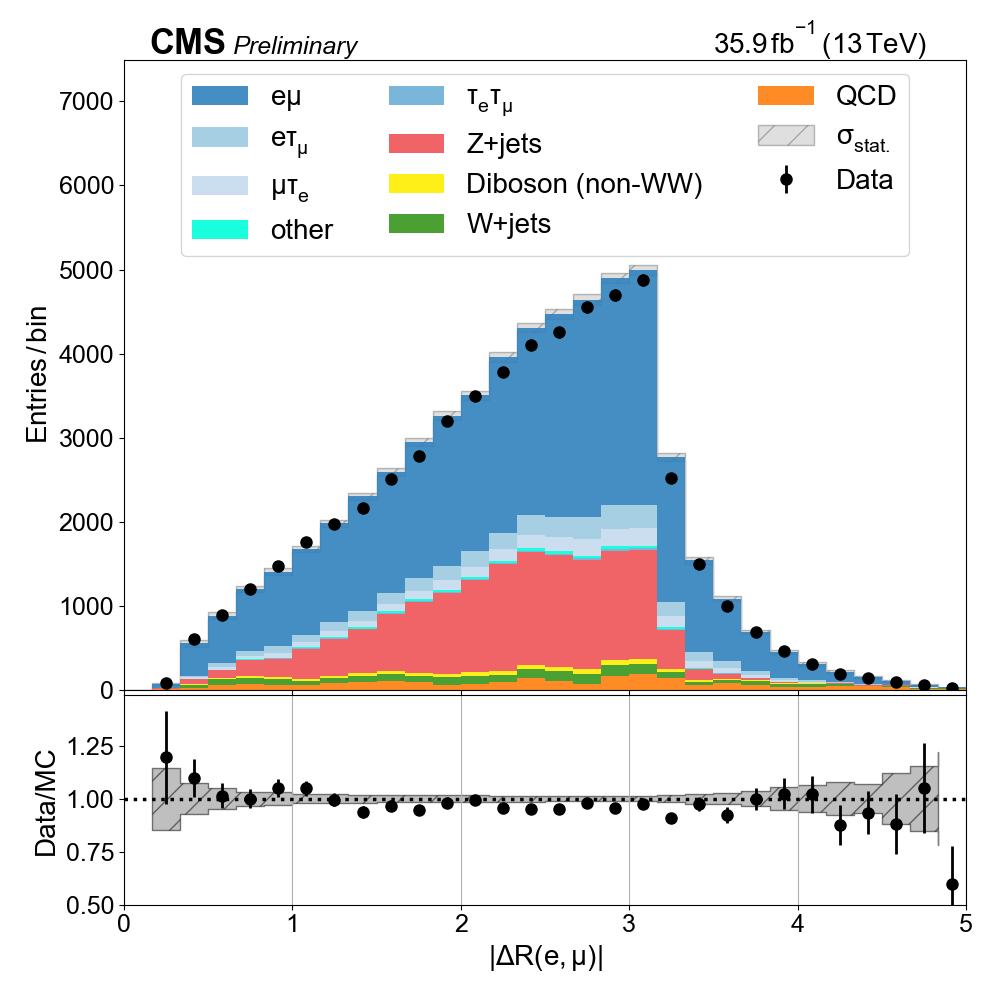 CMS Preliminary 35.9 fb⁻¹ (13 TeV)
eμ
eτμ
μτe
other
τeτμ
Z+jets
Diboson (non-WW)
W+jets
QCD
σstat.
Data
Entries / bin
7000
6000
5000
4000
3000
2000
1000
0
Data/MC
1.25
1.00
0.75
0.50
0 1 2 3 4 5
|ΔR(e, μ)|